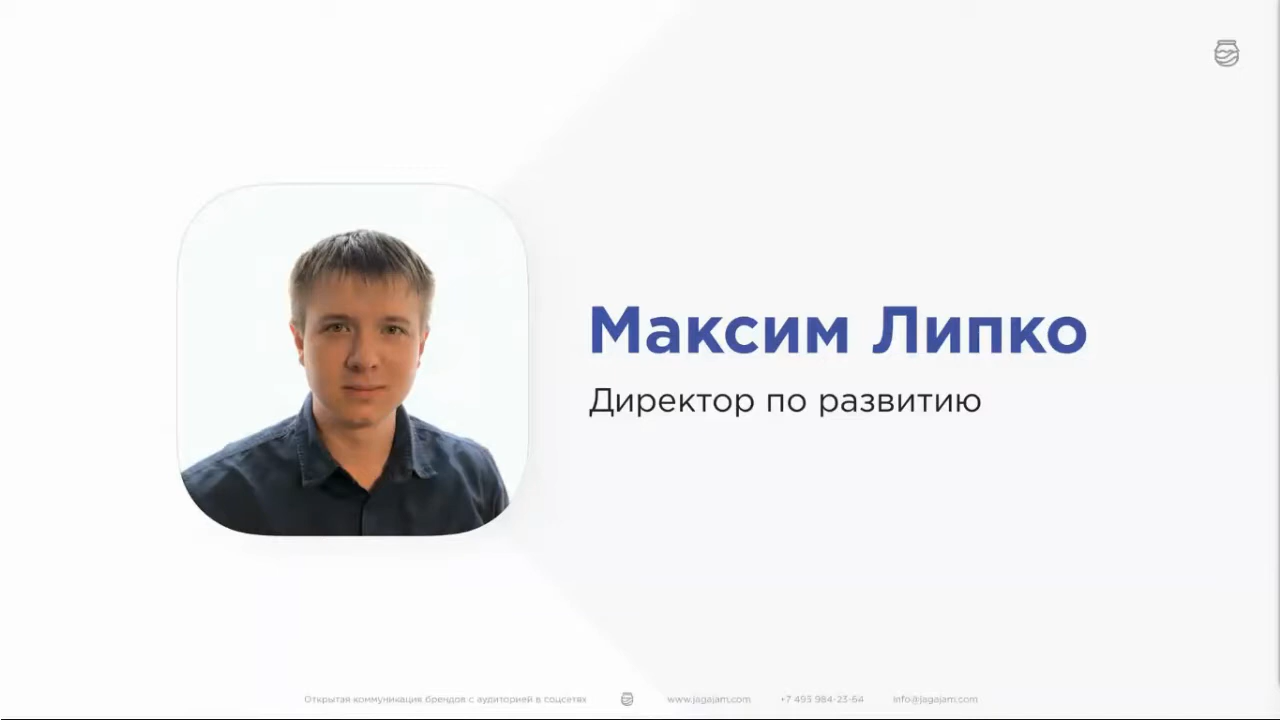 Максим Липко
Директор по развитию
Открытая коммуникация брендов с аудиторией в соцсетях www.jagajam.com +7 495 984-23-64 info@jagajam.com